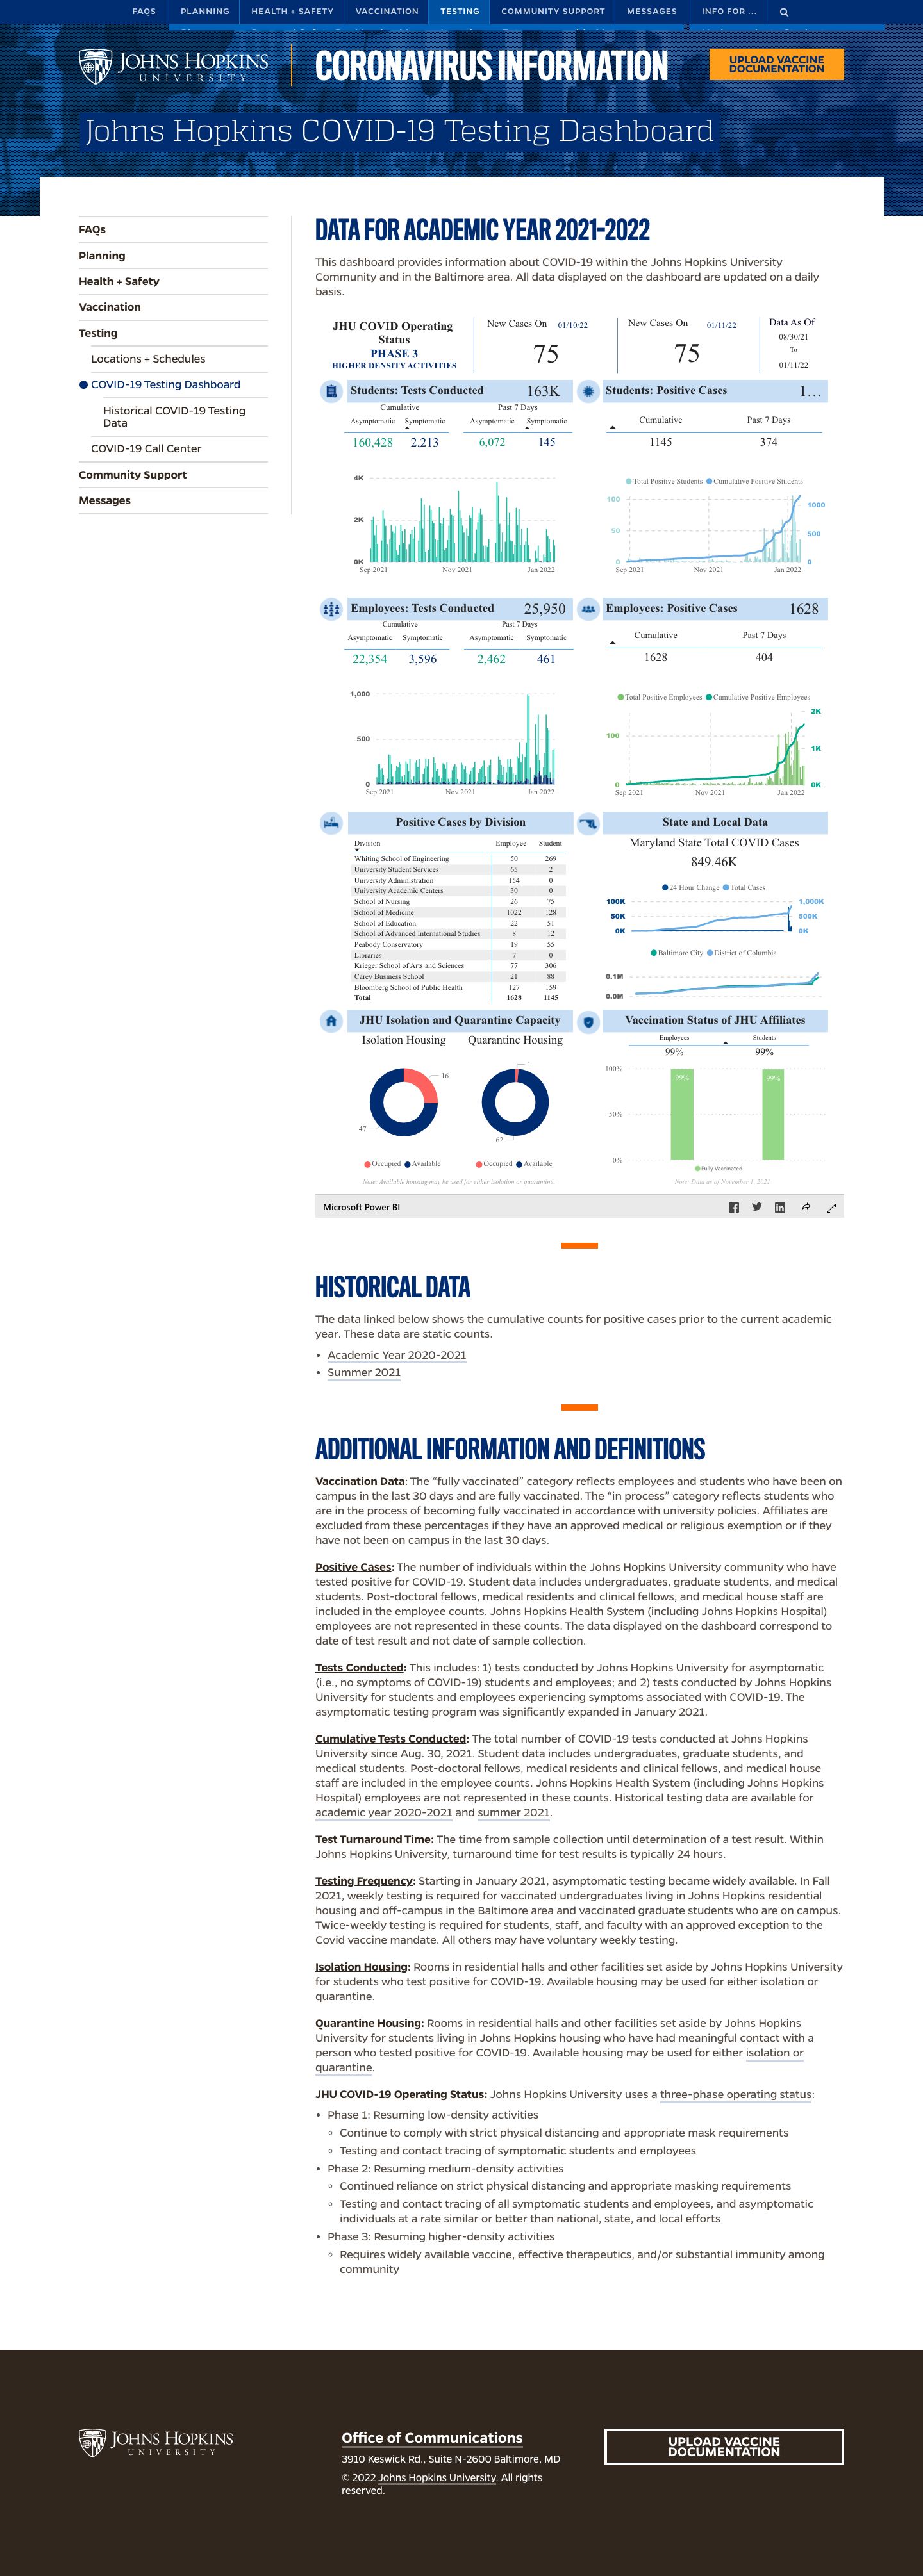 FAQS
PLANNING
HEALTH + SAFETY
VACCINATION
TESTING
COMMUNITY SUPPORT
MESSAGES
INFO FOR ...
JOHNS HOPKINS
UNIVERSITY
CORONAVIRUS INFORMATION
UPLOAD VACCINE
DOCUMENTATION
Johns Hopkins COVID-19 Testing Dashboard
FAQs
Planning
Health + Safety
Vaccination
Testing
Locations + Schedules
COVID-19 Testing Dashboard
Historical COVID-19 Testing
Data
COVID-19 Call Center
Community Support
Messages
DATA FOR ACADEMIC YEAR 2021-2022
This dashboard provides information about COVID-19 within the Johns Hopkins University
Community and in the Baltimore area. All data displayed on the dashboard are updated on a daily
basis.
JHU COVID Operating
Status
PHASE 3
HIGHER DENSITY ACTIVITIES
New Cases On 01/10/22
75
New Cases On 01/11/22
75
Data As Of
08/30/21
To
01/11/22
Students: Tests Conducted 163K
Cumulative Past 7 Days
Asymptomatic Symptomatic Asymptomatic Symptomatic
160,428 2,213 6,072 145
4K
2K
0K
Sep 2021 Nov 2021 Jan 2022
Students: Positive Cases 1…
Cumulative Past 7 Days
1145 374
Total Positive Students Cumulative Positive Students
100 1000
50 500
0 0
Sep 2021 Nov 2021 Jan 2022
Employees: Tests Conducted 25,950
Cumulative Past 7 Days
Asymptomatic Symptomatic Asymptomatic Symptomatic
22,354 3,596 2,462 461
1,000
500
0
Sep 2021 Nov 2021 Jan 2022
Employees: Positive Cases 1628
Cumulative Past 7 Days
1628 404
Total Positive Employees Cumulative Positive Employees
2K
100 1K
0 0K
Sep 2021 Nov 2021 Jan 2022
Positive Cases by Division
Division Employee Student
Whiting School of Engineering 50 269
University Student Services 65 2
University Administration 154 0
University Academic Centers 30 0
School of Nursing 26 75
School of Medicine 1022 128
School of Education 22 51
School of Advanced International Studies 8 12
Peabody Conservatory 19 55
Libraries 7 0
Krieger School of Arts and Sciences 77 306
Carey Business School 21 88
Bloomberg School of Public Health 127 159
Total 1628 1145
State and Local Data
Maryland State Total COVID Cases
849.46K
24 Hour Change Total Cases
100K 1,000K
50K 500K
0K 0K
Baltimore City District of Columbia
0.1M
0.0M
JHU Isolation and Quarantine Capacity
Isolation Housing Quarantine Housing
16
47
1
62
Occupied Available Occupied Available
Note: Available housing may be used for either isolation or quarantine.
Vaccination Status of JHU Affiliates
Employees Students
99% 99%
100%
99% 99%
50%
0%
Fully Vaccinated
Note: Data as of November 1, 2021
Microsoft Power BI
HISTORICAL DATA
The data linked below shows the cumulative counts for positive cases prior to the current academic
year. These data are static counts.
• Academic Year 2020-2021
• Summer 2021
ADDITIONAL INFORMATION AND DEFINITIONS
Vaccination Data: The “fully vaccinated” category reflects employees and students who have been on
campus in the last 30 days and are fully vaccinated. The “in process” category reflects students who
are in the process of becoming fully vaccinated in accordance with university policies. Affiliates are
excluded from these percentages if they have an approved medical or religious exemption or if they
have not been on campus in the last 30 days.
Positive Cases: The number of individuals within the Johns Hopkins University community who have
tested positive for COVID-19. Student data includes undergraduates, graduate students, and medical
students. Post-doctoral fellows, medical residents and clinical fellows, and medical house staff are
included in the employee counts. Johns Hopkins Health System (including Johns Hopkins Hospital)
employees are not represented in these counts. The data displayed on the dashboard correspond to
date of test result and not date of sample collection.
Tests Conducted: This includes: 1) tests conducted by Johns Hopkins University for asymptomatic
(i.e., no symptoms of COVID-19) students and employees; and 2) tests conducted by Johns Hopkins
University for students and employees experiencing symptoms associated with COVID-19. The
asymptomatic testing program was significantly expanded in January 2021.
Cumulative Tests Conducted: The total number of COVID-19 tests conducted at Johns Hopkins
University since Aug. 30, 2021. Student data includes undergraduates, graduate students, and
medical students. Post-doctoral fellows, medical residents and clinical fellows, and medical house
staff are included in the employee counts. Johns Hopkins Health System (including Johns Hopkins
Hospital) employees are not represented in these counts. Historical testing data are available for
academic year 2020-2021 and summer 2021.
Test Turnaround Time: The time from sample collection until determination of a test result. Within
Johns Hopkins University, turnaround time for test results is typically 24 hours.
Testing Frequency: Starting in January 2021, asymptomatic testing became widely available. In Fall
2021, weekly testing is required for vaccinated undergraduates living in Johns Hopkins residential
housing and off-campus in the Baltimore area and vaccinated graduate students who are on campus.
Twice-weekly testing is required for students, staff, and faculty with an approved exception to the
Covid vaccine mandate. All others may have voluntary weekly testing.
Isolation Housing: Rooms in residential halls and other facilities set aside by Johns Hopkins University
for students who test positive for COVID-19. Available housing may be used for either isolation or
quarantine.
Quarantine Housing: Rooms in residential halls and other facilities set aside by Johns Hopkins
University for students living in Johns Hopkins housing who have had meaningful contact with a
person who tested positive for COVID-19. Available housing may be used for either isolation or
quarantine.
JHU COVID-19 Operating Status: Johns Hopkins University uses a three-phase operating status:
• Phase 1: Resuming low-density activities
Continue to comply with strict physical distancing and appropriate mask requirements
Testing and contact tracing of symptomatic students and employees
• Phase 2: Resuming medium-density activities
Continued reliance on strict physical distancing and appropriate masking requirements
Testing and contact tracing of all symptomatic students and employees, and asymptomatic
individuals at a rate similar or better than national, state, and local efforts
• Phase 3: Resuming higher-density activities
Requires widely available vaccine, effective therapeutics, and/or substantial immunity among
community
JOHNS HOPKINS
UNIVERSITY
Office of Communications
3910 Keswick Rd., Suite N-2600 Baltimore, MD
© 2022 Johns Hopkins University. All rights
reserved.
UPLOAD VACCINE
DOCUMENTATION